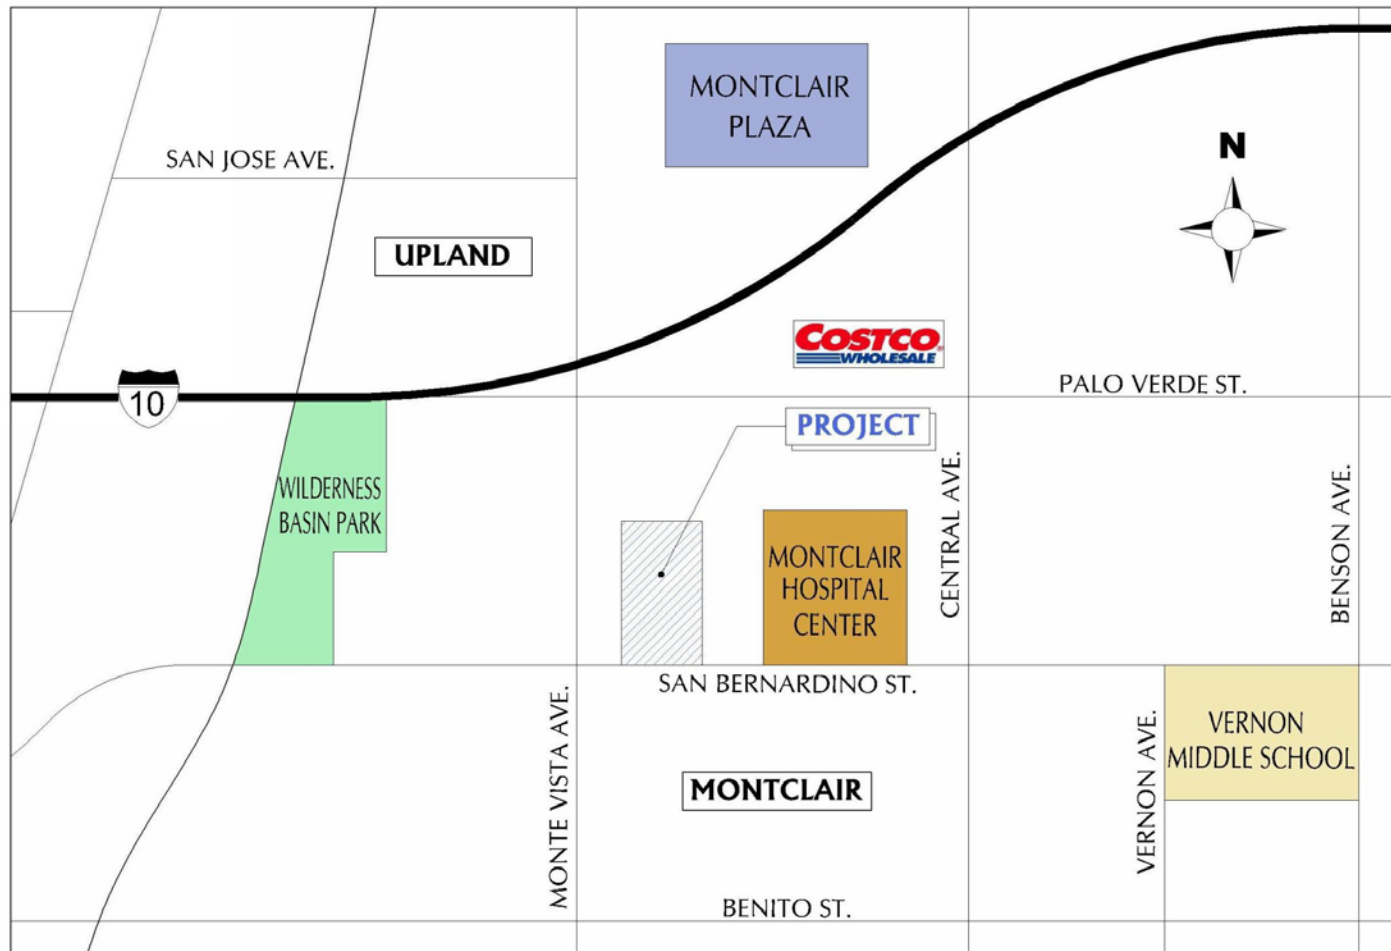 MONTCLAIR
PLAZA
N
SAN JOSE AVE.
UPLAND
COSTCO
WHOLESALE
PALO VERDE ST.
10
PROJECT
CENTRAL AVE.
BENSON AVE.
WILDERNESS
BASIN PARK
MONTCLAIR
HOSPITAL
CENTER
SAN BERNARDINO ST.
MONTE VISTA AVE.
VERNON AVE.
VERNON
MIDDLE SCHOOL
MONTCLAIR
BENITO ST.